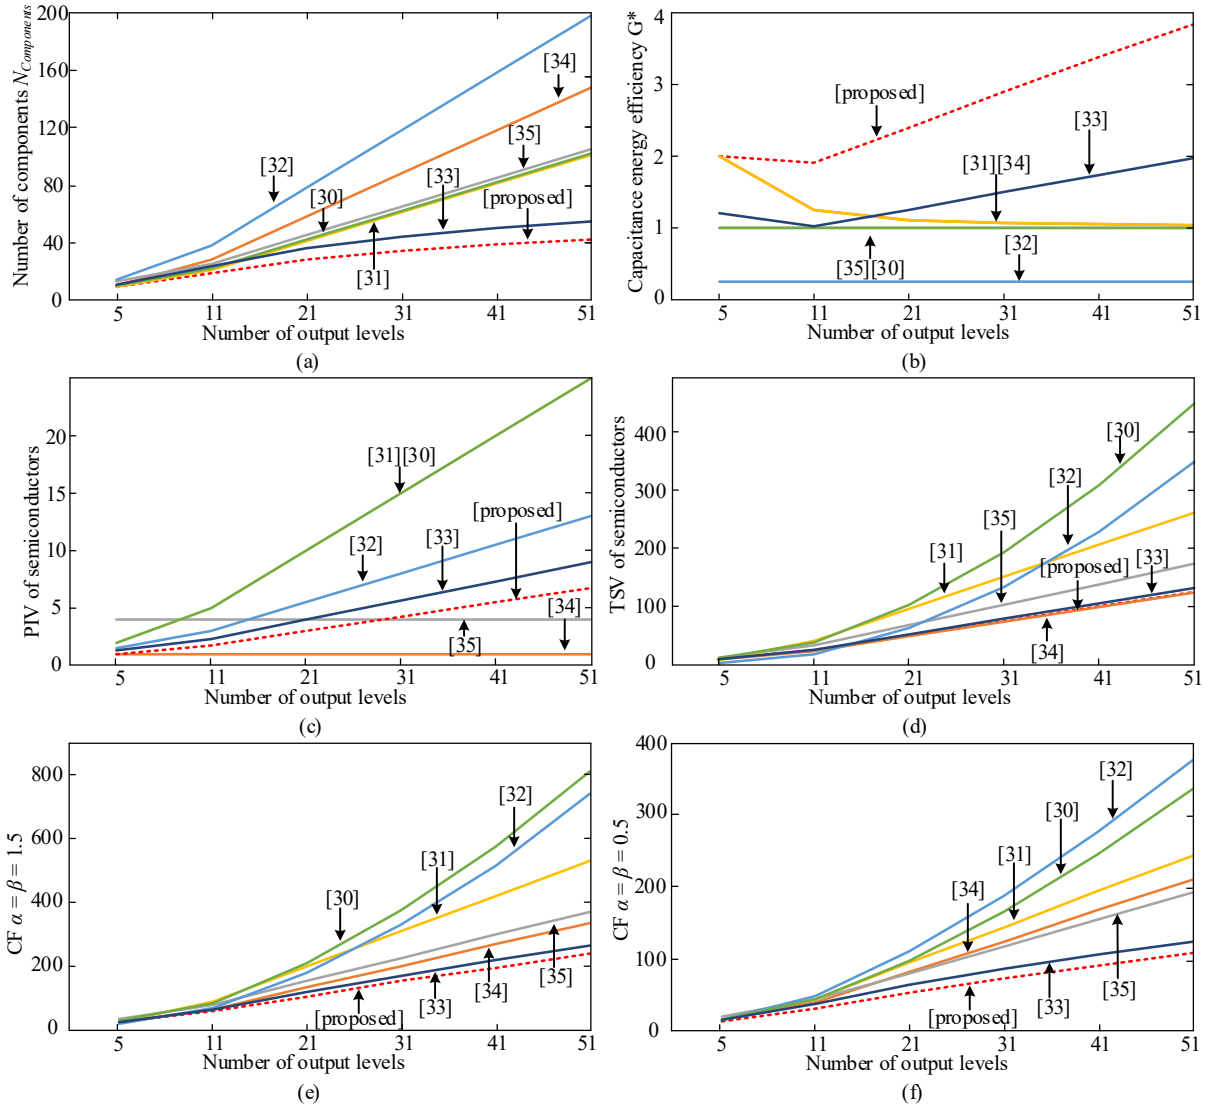 Number of components N_Components
200
160
120
80
40
0
5 11 21 31 41 51
[32]
[30]
[31]
[33]
[34]
[35]
[proposed]
Number of output levels
(a)
Capacitance energy efficiency G*
4
3
2
1
0
5 11 21 31 41 51
[proposed]
[33]
[31][34]
[35][30]
[32]
Number of output levels
(b)
PIV of semiconductors
20
15
10
5
0
5 11 21 31 41 51
[31][30]
[proposed]
[32]
[33]
[34]
[35]
Number of output levels
(c)
TSV of semiconductors
400
300
200
100
0
5 11 21 31 41 51
[30]
[32]
[35]
[31]
[proposed]
[33]
[34]
Number of output levels
(d)
CF α = β = 1.5
800
600
400
200
0
5 11 21 31 41 51
[32]
[31]
[30]
[35]
[34]
[33]
[proposed]
Number of output levels
(e)
CF α = β = 0.5
400
300
200
100
0
5 11 21 31 41 51
[32]
[30]
[31]
[34]
[35]
[33]
[proposed]
Number of output levels
(f)